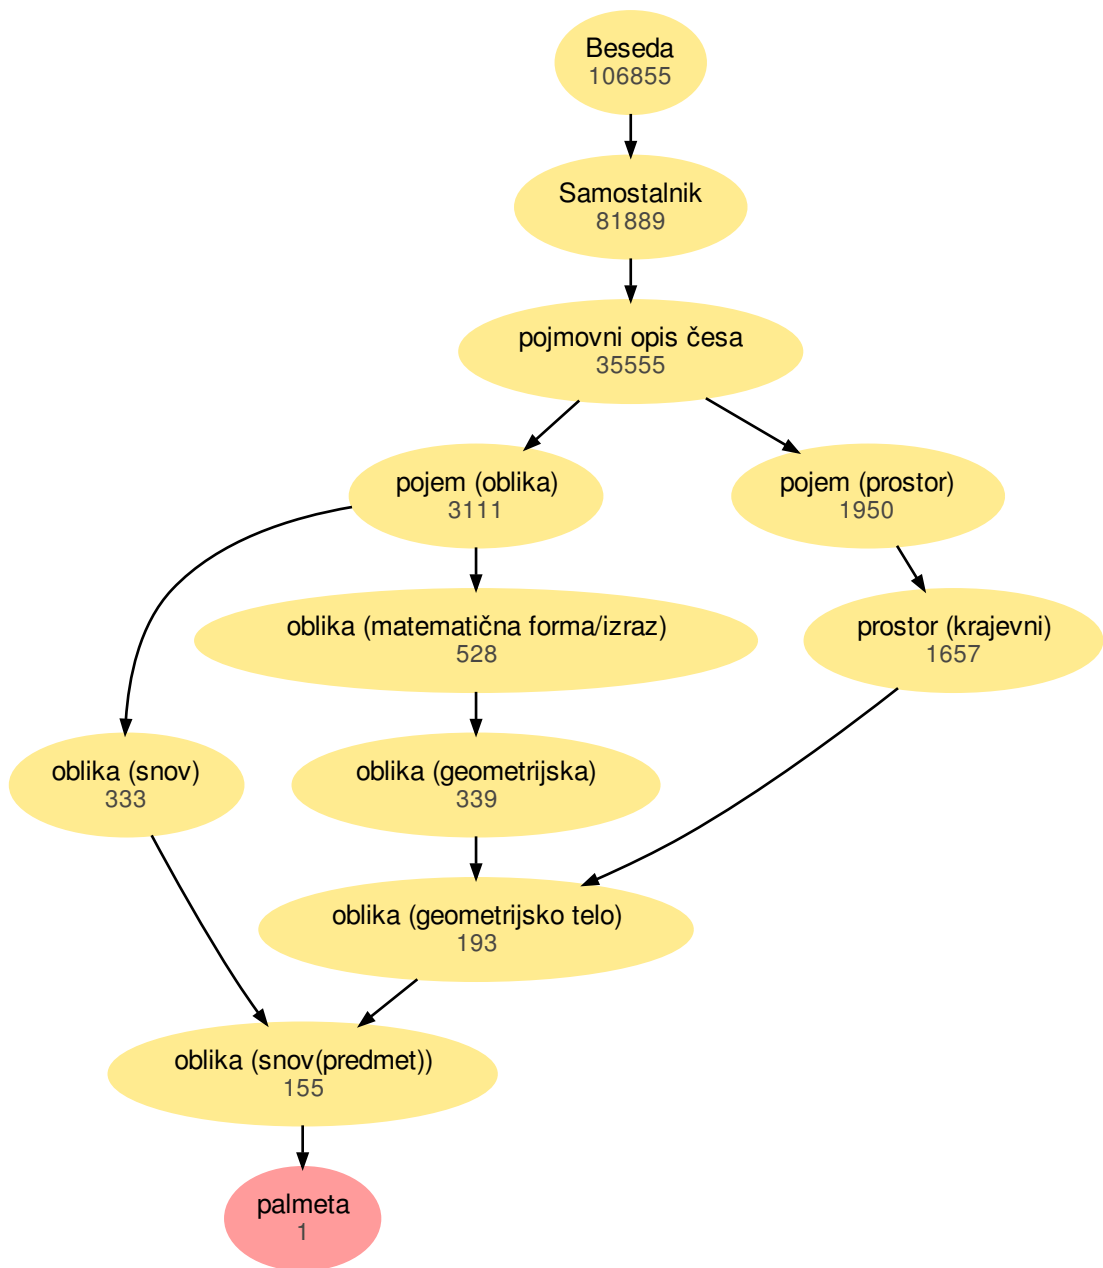 Beseda
106855
Samostalnik
81889
pojmovni opis česa
35555
pojem (oblika)
3111
pojem (prostor)
1950
oblika (matematična forma/izraz)
528
prostor (krajevni)
1657
oblika (snov)
333
oblika (geometrijska)
339
oblika (geometrijsko telo)
193
oblika (snov(predmet))
155
palmeta
1